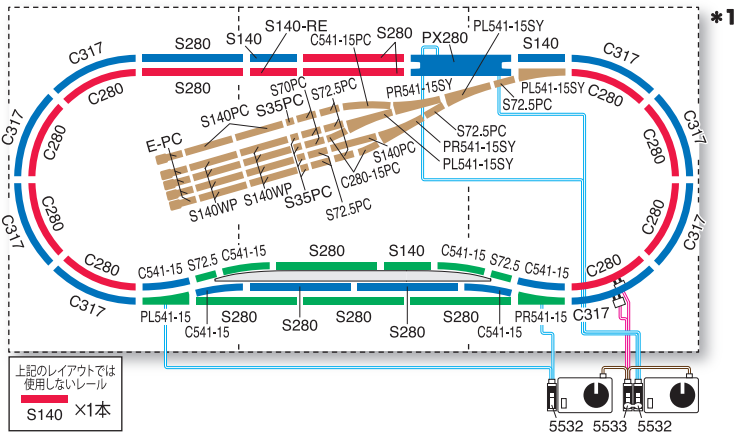 *1
S280
S140
S140-RE
C541-15PC
S280
PX280
PL541-15SY
S140
C317
C317
C280
S280
S70PC
S72.5PC
PR541-15SY
PL541-15SY
C280
S72.5PC
C317
C280
S140PC
S35PC
E-PC
S72.5PC
PR541-15SY
PL541-15SY
S140PC
C280-15PC
C280
C317
S140WP
S140WP
S35PC
S72.5PC
C317
C280
C280
C317
C280
C541-15
S72.5
C541-15
S280
S140
C541-15
S72.5
C541-15
C280
C317
C317
PL541-15
C541-15
S280
S280
S280
S280
S280
S280
C541-15
PR541-15
C317
上記のレイアウトでは
使用しないレール
S140
×1本
5532
5533
5532